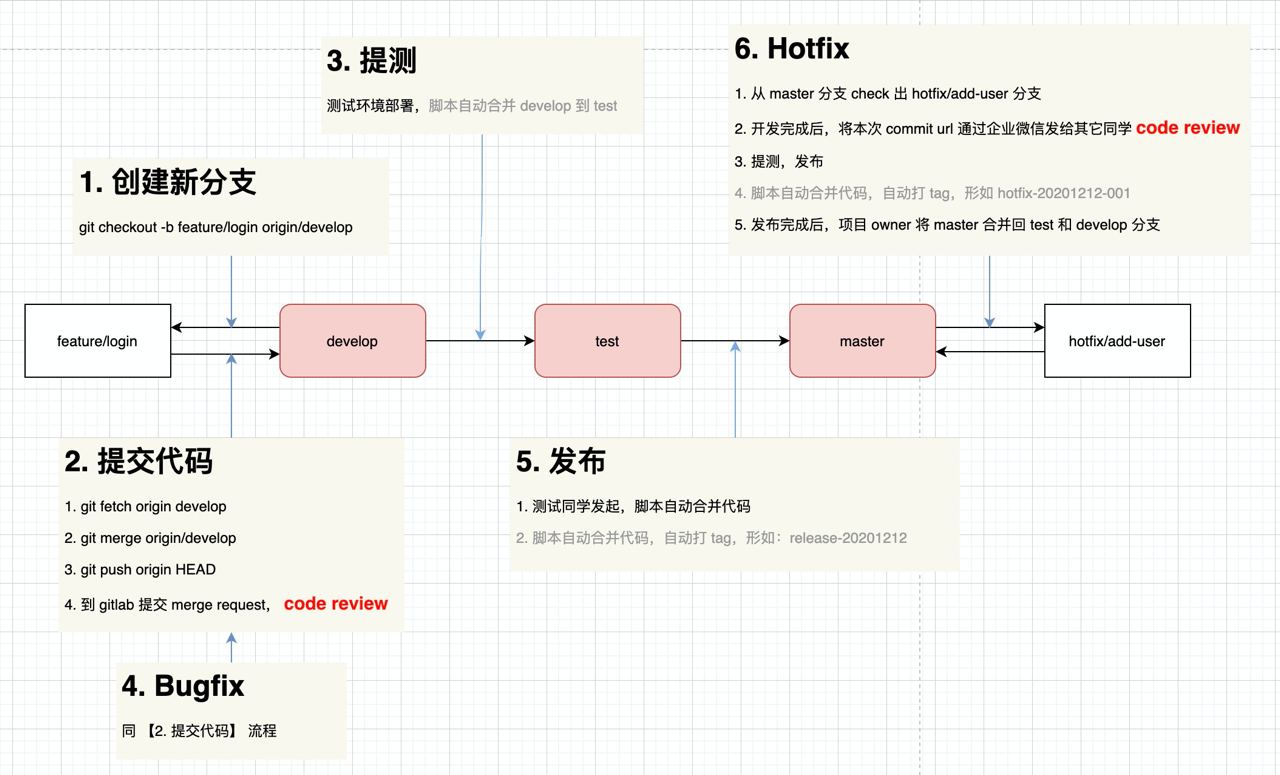 1. 创建新分支
git checkout -b feature/login origin/develop
3. 提测
测试环境部署，脚本自动合并 develop 到 test
6. Hotfix
1. 从 master 分支 check 出 hotfix/add-user 分支
2. 开发完成后，将本次 commit url 通过企业微信发给其它同学 code review
3. 提测，发布
4. 脚本自动合并代码，自动打 tag，形如 hotfix-20201212-001
5. 发布完成后，项目 owner 将 master 合并回 test 和 develop 分支
feature/login
develop
test
master
hotfix/add-user
2. 提交代码
1. git fetch origin develop
2. git merge origin/develop
3. git push origin HEAD
4. 到 gitlab 提交 merge request， code review
5. 发布
1. 测试同学发起，脚本自动合并代码
2. 脚本自动合并代码，自动打 tag，形如：release-20201212
4. Bugfix
同 【2. 提交代码】 流程